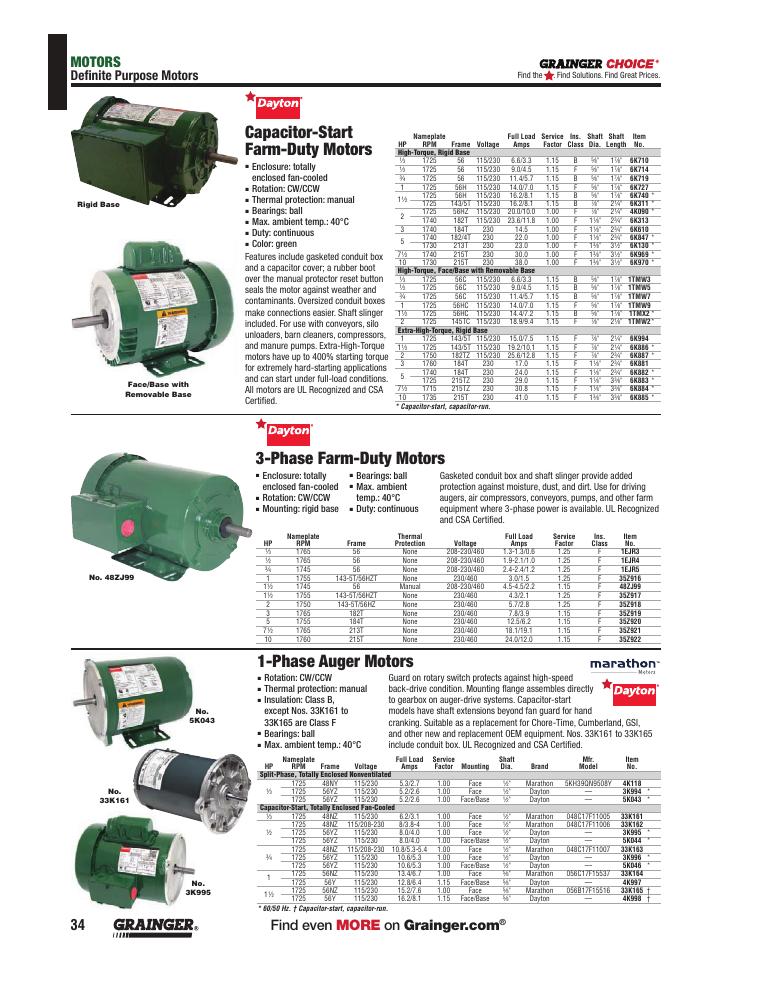 MOTORS
Definite Purpose Motors
GRAINGER CHOICE
Find the . Find Solutions. Find Great Prices.
Dayton
Capacitor-Start
Farm-Duty Motors
▪ Enclosure: totally
enclosed fan-cooled
▪ Rotation: CW/CCW
▪ Thermal protection: manual
▪ Bearings: ball
▪ Max. ambient temp.: 40°C
▪ Duty: continuous
▪ Color: green
Features include gasketed conduit box
and a capacitor cover; a rubber boot
over the manual protector reset button
seals the motor against weather and
contaminants. Oversized conduit boxes
make connections easier. Shaft slinger
included. For use with conveyors, silo
unloaders, barn cleaners, compressors,
and manure pumps. Extra-High-Torque
motors have up to 400% starting torque
for extremely hard-starting applications
and can start under full-load conditions.
All motors are UL Recognized and CSA
Certified.
Rigid Base
Face/Base with
Removable Base
Nameplate Full Load Service Ins. Shaft Shaft Item
HP RPM Frame Voltage Amps Factor Class Dia. Length No.
High-Torque, Rigid Base
⅓ 1725 56 115/230 6.6/3.3 1.15 B ⅝" 1⅞" 6K710
½ 1725 56 115/230 9.0/4.5 1.15 F ⅝" 1⅞" 6K714
¾ 1725 56 115/230 11.4/5.7 1.15 B ⅝" 1⅞" 6K719
1 1725 56H 115/230 14.0/7.0 1.15 F ⅝" 1⅞" 6K727
1½ 1725 56H 115/230 16.2/8.1 1.15 B ⅝" 1⅞" 6K740 *
1725 143/5T 115/230 16.2/8.1 1.15 B ⅞" 2¼" 6K311 *
2 1725 56HZ 115/230 20.0/10.0 1.00 F ⅞" 2¼" 4K090 *
1740 182T 115/230 23.6/11.8 1.00 F 1⅛" 2¾" 6K313
3 1740 184T 230 14.5 1.00 F 1⅛" 2¾" 6K610
5 1740 182/4T 230 22.0 1.00 F 1⅛" 2¾" 6K847 *
1730 213T 230 23.0 1.00 F 1⅜" 3½" 6K130 *
7½ 1740 215T 230 30.0 1.00 F 1⅜" 3½" 6K969 *
10 1730 215T 230 38.0 1.00 F 1⅜" 3½" 6K970 *
High-Torque, Face/Base with Removable Base
⅓ 1725 56C 115/230 6.6/3.3 1.15 B ⅝" 1⅞" 1TMW3
½ 1725 56C 115/230 9.0/4.5 1.15 F ⅝" 1⅞" 1TMW5
¾ 1725 56C 115/230 11.4/5.7 1.15 B ⅝" 1⅞" 1TMW7
1 1725 56HC 115/230 14.0/7.0 1.15 F ⅝" 1⅞" 1TMW9
1½ 1725 56HC 115/230 14.4/7.2 1.15 B ⅝" 1⅞" 1TMX2 *
2 1725 145TC 115/230 18.9/9.4 1.15 F ⅞" 2⅛" 1TMW2 *
Extra-High-Torque, Rigid Base
1 1725 143/5T 115/230 15.0/7.5 1.15 F ⅞" 2¼" 6K994
1½ 1725 143/5T 115/230 19.2/10.1 1.15 F ⅞" 2¼" 6K886 *
2 1750 182TZ 115/230 25.6/12.8 1.15 F ⅞" 2¾" 6K887 *
3 1760 184T 230 17.0 1.15 F 1⅛" 2¾" 6K881
5 1740 184T 230 24.0 1.15 F 1⅛" 2¾" 6K882 *
1725 215TZ 230 29.0 1.15 F 1⅛" 3⅜" 6K883 *
7½ 1715 215TZ 230 30.8 1.15 F 1⅛" 3⅜" 6K884 *
10 1735 215T 230 41.0 1.15 F 1⅜" 3⅜" 6K885 *
* Capacitor-start, capacitor-run.
Dayton
3-Phase Farm-Duty Motors
▪ Enclosure: totally
enclosed fan-cooled
▪ Rotation: CW/CCW
▪ Mounting: rigid base
▪ Bearings: ball
▪ Max. ambient
temp.: 40°C
▪ Duty: continuous
Gasketed conduit box and shaft slinger provide added
protection against moisture, dust, and dirt. Use for driving
augers, air compressors, conveyors, pumps, and other farm
equipment where 3-phase power is available. UL Recognized
and CSA Certified.
No. 48ZJ99
Nameplate Thermal Full Load Service Ins. Item
HP RPM Frame Protection Voltage Amps Factor Class No.
⅓ 1765 56 None 208-230/460 1.3-1.3/0.6 1.25 F 1EJR3
½ 1765 56 None 208-230/460 1.9-2.1/1.0 1.25 F 1EJR4
¾ 1745 56 None 208-230/460 2.4-2.4/1.2 1.25 F 1EJR5
1 1755 143-5T/56HZT None 230/460 3.0/1.5 1.25 F 35Z916
1½ 1745 56 Manual 208-230/460 4.5-4.5/2.2 1.15 F 48ZJ99
1½ 1755 143-5T/56HZT None 230/460 4.3/2.1 1.25 F 35Z917
2 1750 143-5T/56HZ None 230/460 5.7/2.8 1.25 F 35Z918
3 1765 182T None 230/460 7.8/3.9 1.15 F 35Z919
5 1755 184T None 230/460 12.5/6.2 1.15 F 35Z920
7½ 1765 213T None 230/460 18.1/19.1 1.15 F 35Z921
10 1760 215T None 230/460 24.0/12.0 1.15 F 35Z922
1-Phase Auger Motors
marathon™
Motors
Dayton
▪ Rotation: CW/CCW
▪ Thermal protection: manual
▪ Insulation: Class B,
except Nos. 33K161 to
33K165 are Class F
▪ Bearings: ball
▪ Max. ambient temp.: 40°C
Guard on rotary switch protects against high-speed
back-drive condition. Mounting flange assembles directly
to gearbox on auger-drive systems. Capacitor-start
models have shaft extensions beyond fan guard for hand
cranking. Suitable as a replacement for Chore-Time, Cumberland, GSI,
and other new and replacement OEM equipment. Nos. 33K161 to 33K165
include conduit box. UL Recognized and CSA Certified.
No.
5K043
No.
33K161
No.
3K995
Nameplate Full Load Service Shaft Mfr. Item
HP RPM Frame Voltage Amps Factor Mounting Dia. Brand Model No.
Split-Phase, Totally Enclosed Nonventilated
⅓ 1725 48NY 115/230 5.3/2.7 1.00 Face ½" Marathon 5KH39QN9508Y 4K118
1725 56YZ 115/230 5.2/2.6 1.00 Face ½" Dayton — 3K994 *
1725 56YZ 115/230 5.2/2.6 1.00 Face/Base ½" Dayton — 5K043 *
Capacitor-Start, Totally Enclosed Fan-Cooled
⅓ 1725 48NZ 115/230 6.2/3.1 1.00 Face ½" Marathon 048C17F11005 33K161
½ 1725 48NZ 115/208-230 8/3.8-4 1.00 Face ½" Marathon 048C17F11006 33K162
1725 56YZ 115/230 8.0/4.0 1.00 Face ½" Dayton — 3K995 *
1725 56YZ 115/230 8.0/4.0 1.00 Face/Base ½" Dayton — 5K044 *
¾ 1725 48NZ 115/208-230 10.8/5.3-5.4 1.00 Face ½" Marathon 048C17F11007 33K163
1725 56YZ 115/230 10.6/5.3 1.00 Face ½" Dayton — 3K996 *
1725 56YZ 115/230 10.6/5.3 1.00 Face/Base ½" Dayton — 5K046 *
1 1725 56NZ 115/230 13.4/6.7 1.00 Face ⅝" Marathon 056C17F15537 33K164
1725 56Y 115/230 12.8/6.4 1.15 Face/Base ⅝" Dayton — 4K997
1½ 1725 56NZ 115/230 15.2/7.6 1.00 Face ⅝" Marathon 056B17F15516 33K165 †
1725 56Y 115/230 16.2/8.1 1.15 Face/Base ⅝" Dayton — 4K998 †
* 60/50 Hz. † Capacitor-start, capacitor-run.
34
GRAINGER®
Find even MORE on Grainger.com®